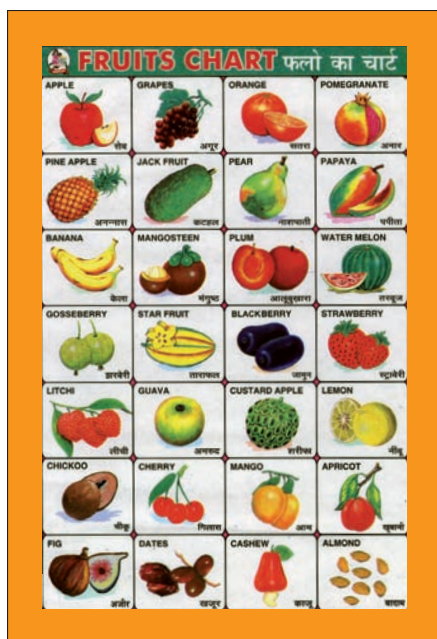 FRUITS CHART फलो का चार्ट
APPLE GRAPES ORANGE POMEGRANATE
सेब अंगूर संतरा अनार
PINE APPLE JACK FRUIT PEAR PAPAYA
अनन्नास कटहल नाशपाती पपीता
BANANA MANGOSTEEN PLUM WATER MELON
केला मंगुष्ठ आलूबुखारा तरबूज
GOSSEBERRY STAR FRUIT BLACKBERRY STRAWBERRY
झरबेरी ताराफल जामुन स्ट्राबेरी
LITCHI GUAVA CUSTARD APPLE LEMON
लीची अमरुद शरीफा नींबू
CHICKOO CHERRY MANGO APRICOT
चीकू गिलास आम खूबानी
FIG DATES CASHEW ALMOND
अंजीर खजूर काजू बादाम